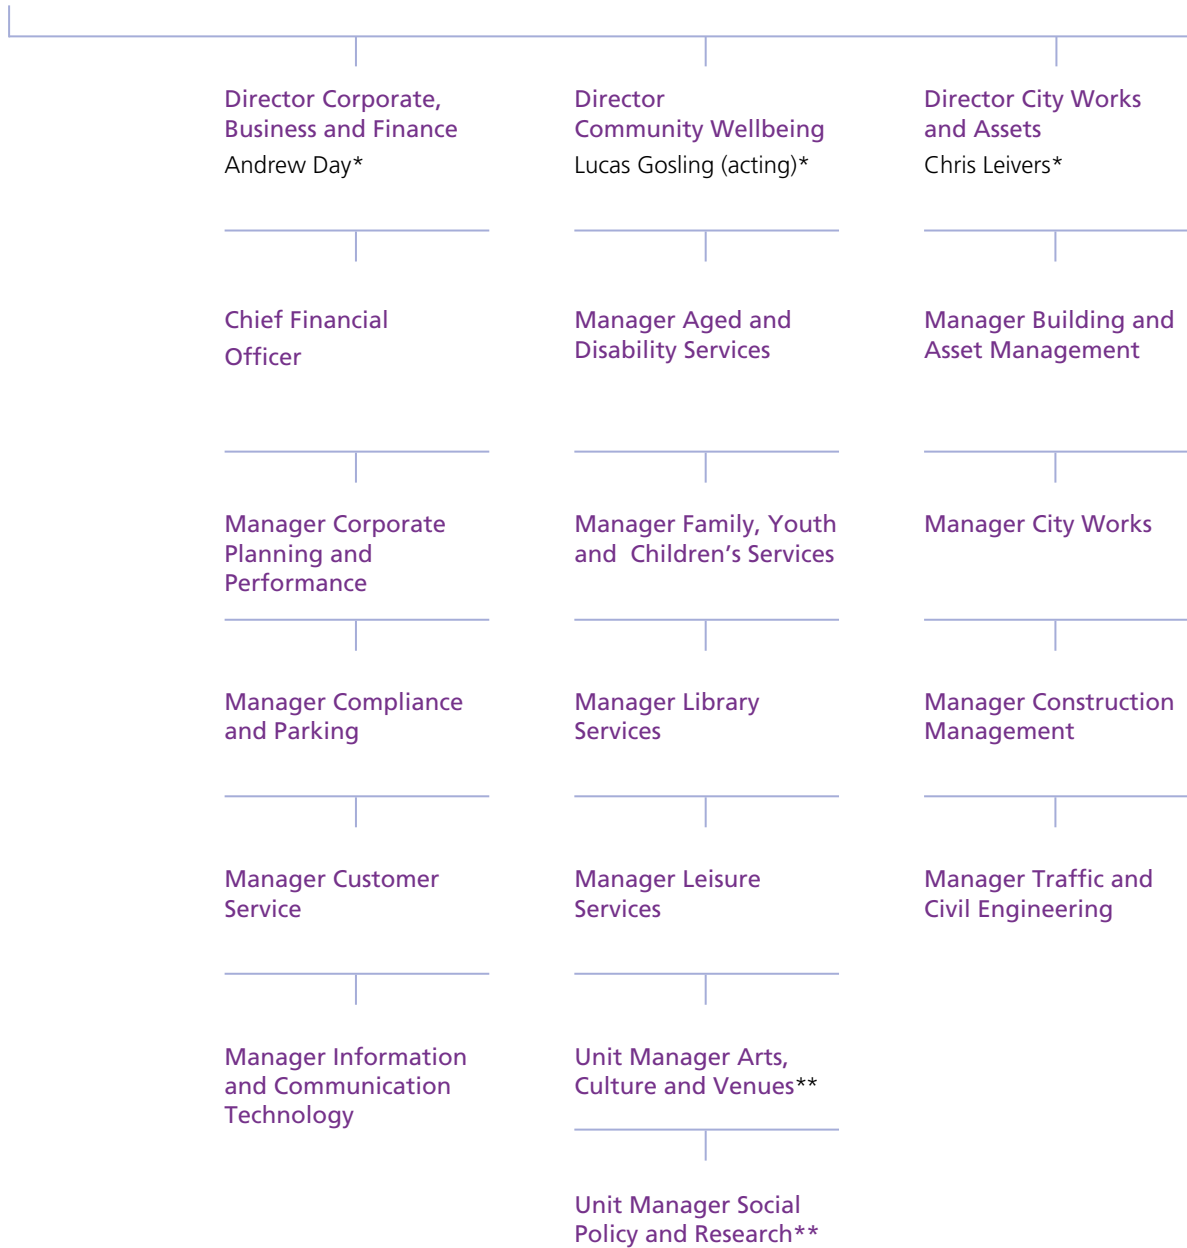 Director Corporate,
Business and Finance
Andrew Day*
Chief Financial
Officer
Manager Corporate
Planning and
Performance
Manager Compliance
and Parking
Manager Customer
Service
Manager Information
and Communication
Technology
Director
Community Wellbeing
Lucas Gosling (acting)*
Manager Aged and
Disability Services
Manager Family, Youth
and  Children’s Services
Manager Library
Services
Manager Leisure
Services
Unit Manager Arts,
Culture and Venues**
Unit Manager Social
Policy and Research**
Director City Works
and Assets
Chris Leivers*
Manager Building and
Asset Management
Manager City Works
Manager Construction
Management
Manager Traffic and
Civil Engineering